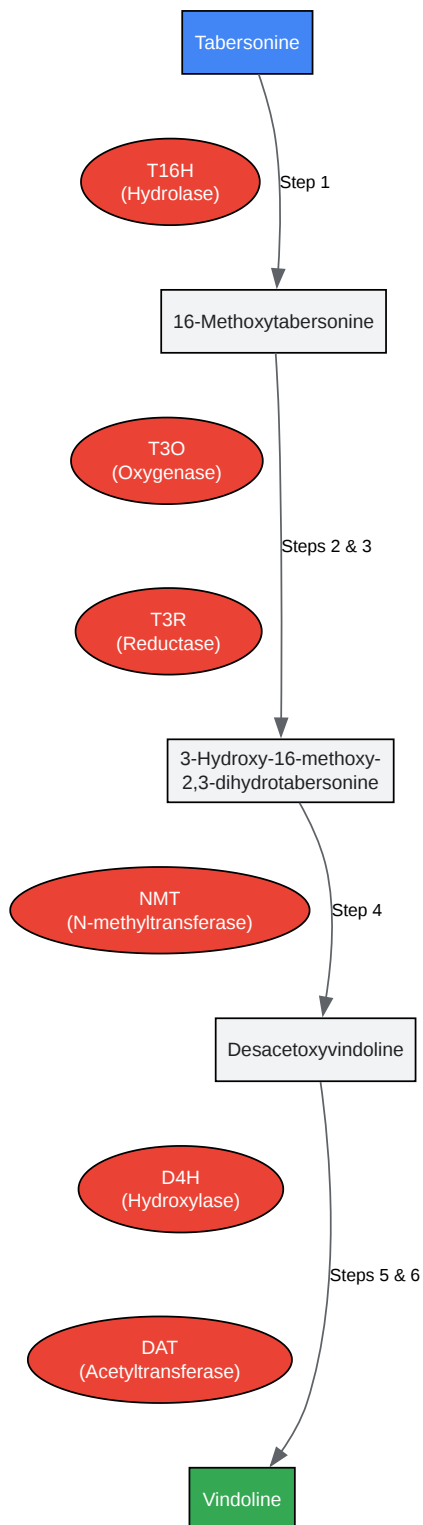 Tabersonine
T16H
(Hydrolase)
Step 1
16-Methoxytabersonine
T3O
(Oxygenase)
Steps 2 & 3
T3R
(Reductase)
3-Hydroxy-16-methoxy-
2,3-dihydrotabersonine
NMT
(N-methyltransferase)
Step 4
Desacetoxyvindoline
D4H
(Hydroxylase)
Steps 5 & 6
DAT
(Acetyltransferase)
Vindoline